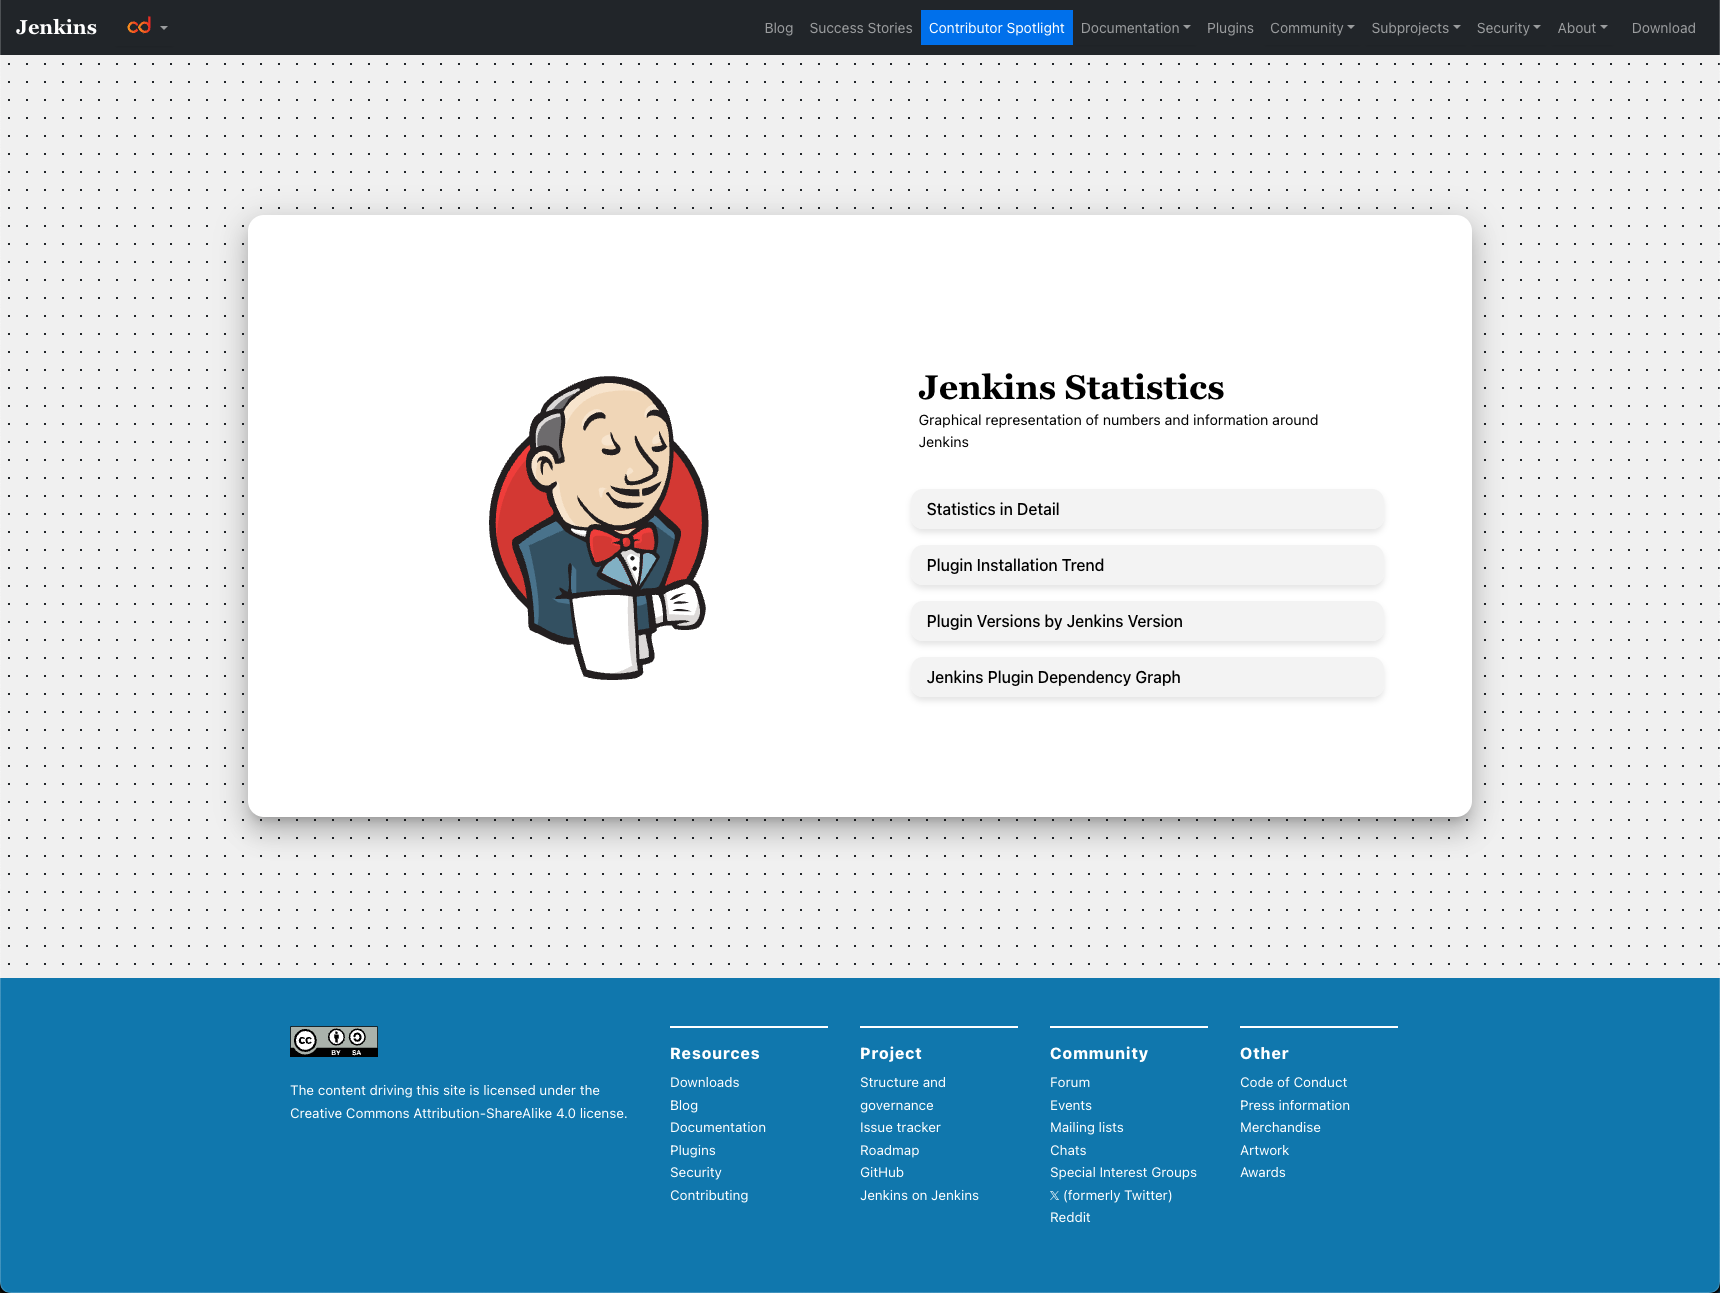 Jenkins
cd
Blog
Success Stories
Contributor Spotlight
Documentation
Plugins
Community
Subprojects
Security
About
Download
Jenkins Statistics
Graphical representation of numbers and information around
Jenkins
Statistics in Detail
Plugin Installation Trend
Plugin Versions by Jenkins Version
Jenkins Plugin Dependency Graph
cc
BY SA
The content driving this site is licensed under the
Creative Commons Attribution-ShareAlike 4.0 license.
Resources
Downloads
Blog
Documentation
Plugins
Security
Contributing
Project
Structure and
governance
Issue tracker
Roadmap
GitHub
Jenkins on Jenkins
Community
Forum
Events
Mailing lists
Chats
Special Interest Groups
𝕏 (formerly Twitter)
Reddit
Other
Code of Conduct
Press information
Merchandise
Artwork
Awards